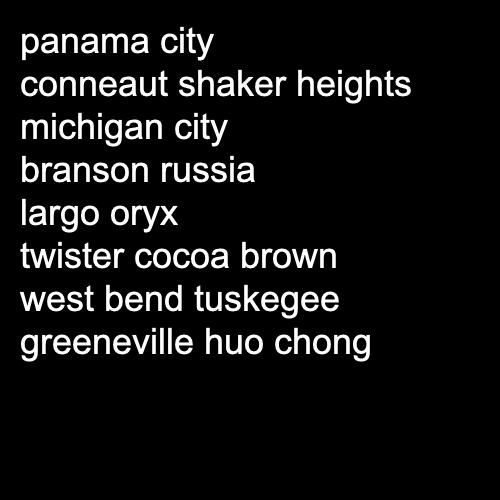 panama city
conneaut shaker heights
michigan city
branson russia
largo oryx
twister cocoa brown
west bend tuskegee
greeneville huo chong